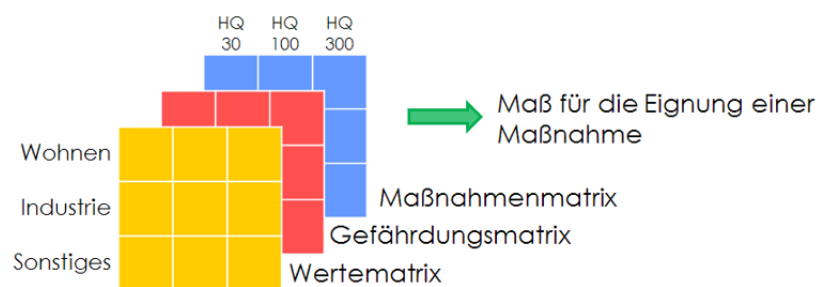 HQ HQ HQ
30 100 300
Maß für die Eignung einer
Maßnahme
Wohnen
Industrie
Sonstiges
Maßnahmenmatrix
Gefährdungsmatrix
Wertematrix